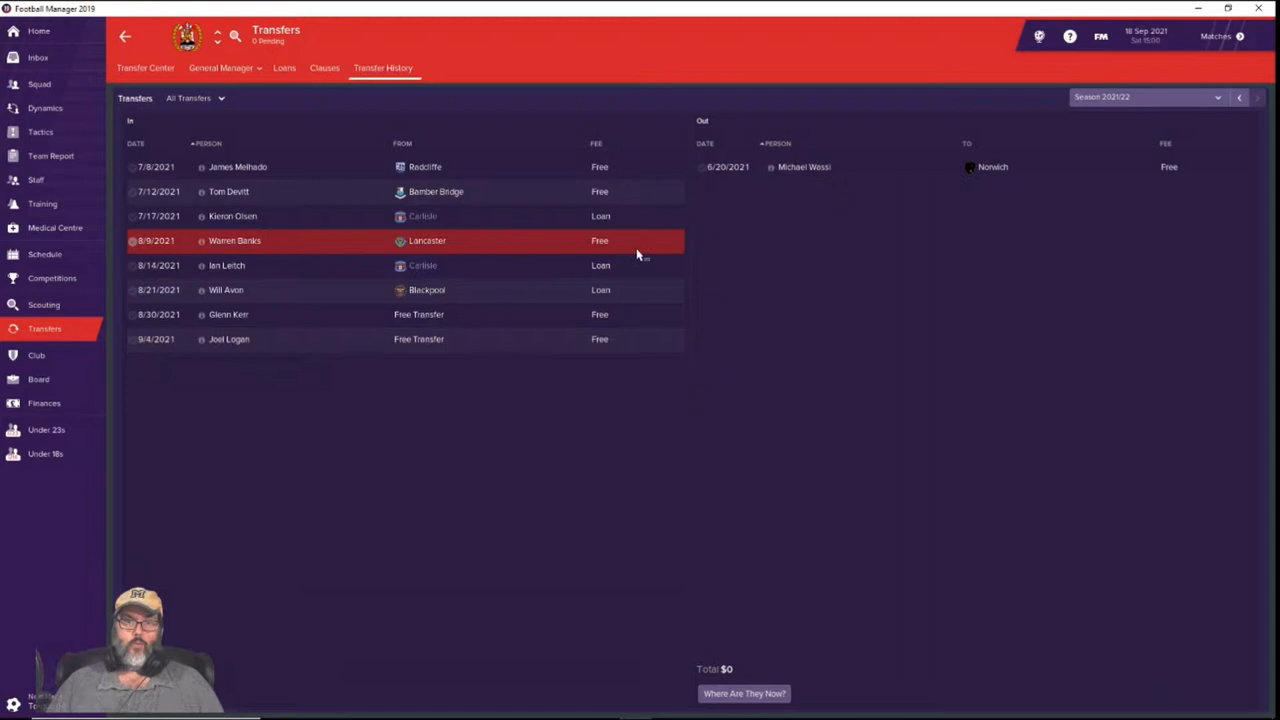 Football Manager 2019
Home
Inbox
Squad
Dynamics
Tactics
Team Report
Staff
Training
Medical Centre
Schedule
Competitions
Scouting
Transfers
Club
Board
Finances
Under 23s
Under 18s
Transfers
0 Pending
FM
18 Sep 2021
Sat 15:00
Matches
Transfer Center
General Manager
Loans
Clauses
Transfer History
Transfers All Transfers
Season 2021/22
In
DATE PERSON FROM FEE
7/8/2021 James Melhado Radcliffe Free
7/12/2021 Tom Devitt Bamber Bridge Free
7/17/2021 Kieron Olsen Carlisle Loan
8/9/2021 Warren Banks Lancaster Free
8/14/2021 Ian Leitch Carlisle Loan
8/21/2021 Will Avon Blackpool Loan
8/30/2021 Glenn Kerr Free Transfer Free
9/4/2021 Joel Logan Free Transfer Free
Out
DATE PERSON TO FEE
6/20/2021 Michael Wassi Norwich Free
Total $0
Where Are They Now?